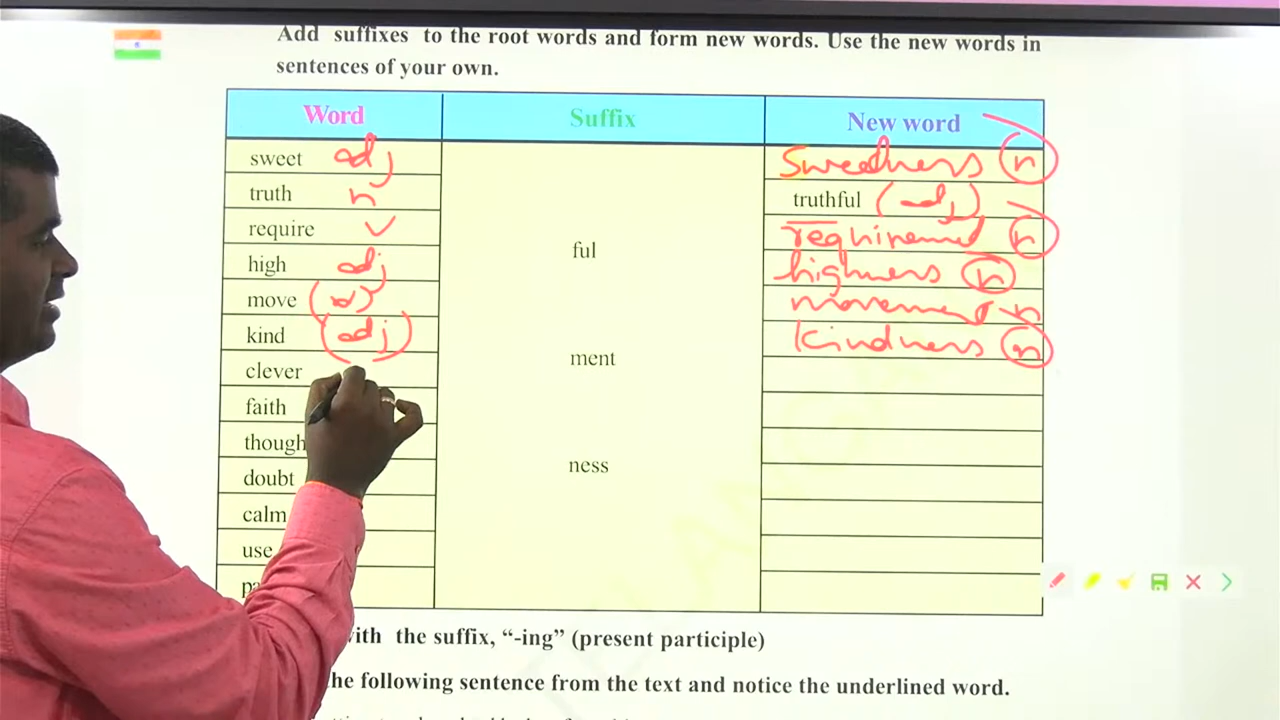 Add suffixes to the root words and form new words. Use the new words in
sentences of your own.
Word Suffix New word
sweet adj sweetness n
truth n truthful (adj)
require v requirement n
ful
high adj highness n
move (v) movement n
kind (adj) kindness n
ment
clever
faith
though
ness
doubt
calm
use
with the suffix, “-ing” (present participle)
he following sentence from the text and notice the underlined word.